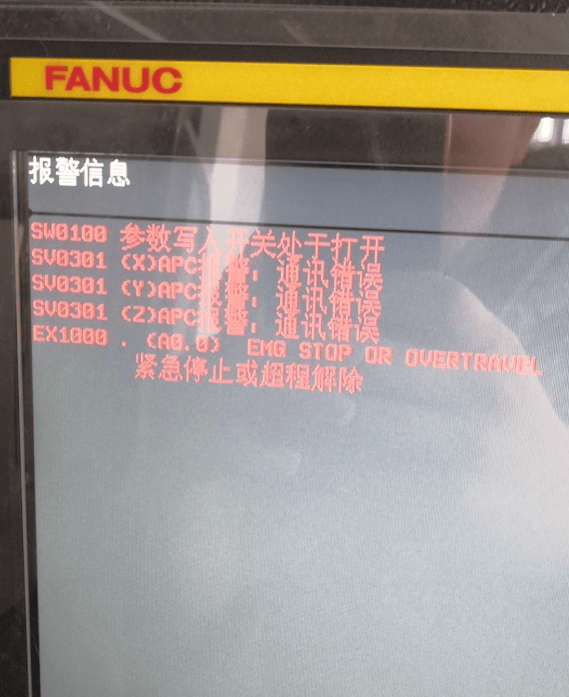 FANUC
报警信息
SW0100 参数写入开关处于打开
SV0301 (X)APC报警: 通讯错误
SV0301 (Y)APC报警: 通讯错误
SV0301 (Z)APC报警: 通讯错误
EX1000 . (A0.0) EMG STOP OR OVERTRAVEL
紧急停止或超程解除